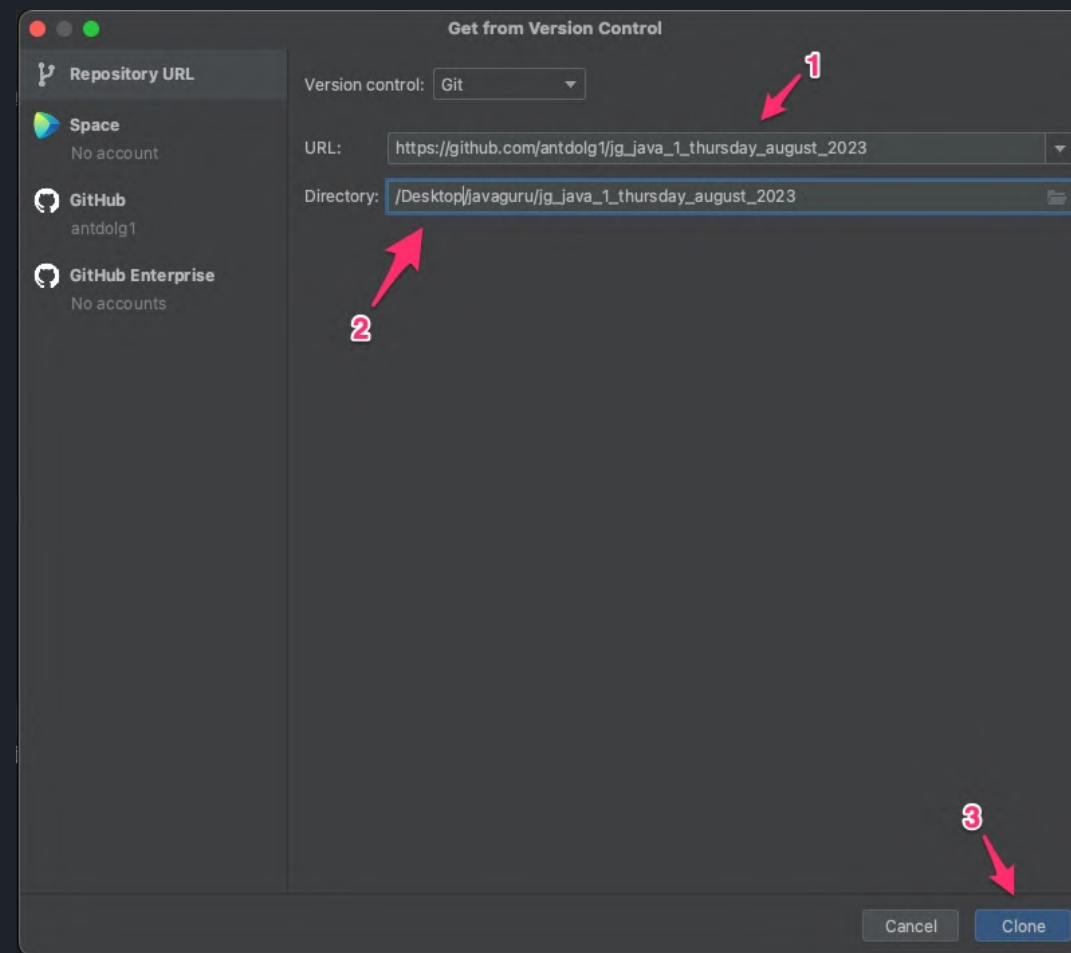 Get from Version Control
Repository URL
Space
No account
GitHub
antdolg1
GitHub Enterprise
No accounts
Version control: Git
1
URL: https://github.com/antdolg1/jg_java_1_thursday_august_2023
Directory: /Desktop/javaguru/jg_java_1_thursday_august_2023
2
3
Cancel Clone